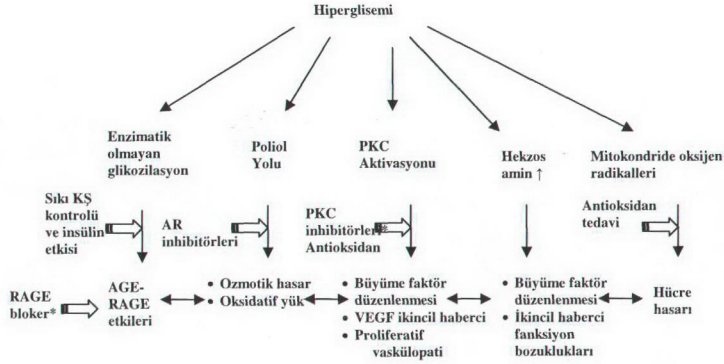 Hiperglisemi
Enzimatik
olmayan
glikozilasyon
Poliol
Yolu
PKC
Aktivasyonu
Hekzos
amin ↑
Mitokondride oksijen
radikalleri
Sıkı KŞ
kontrolü
ve insülin
etkisi
AR
inhibitörleri
PKC
inhibitörleri#
Antioksidan
Antioksidan
tedavi
RAGE
bloker*
AGE-
RAGE
etkileri
• Ozmotik hasar
• Oksidatif yük
• Büyüme faktör
düzenlenmesi
• VEGF ikincil haberci
• Proliferatif
vaskülopati
• Büyüme faktör
düzenlenmesi
• İkincil haberci
fanksiyon
bozuklukları
Hücre
hasarı